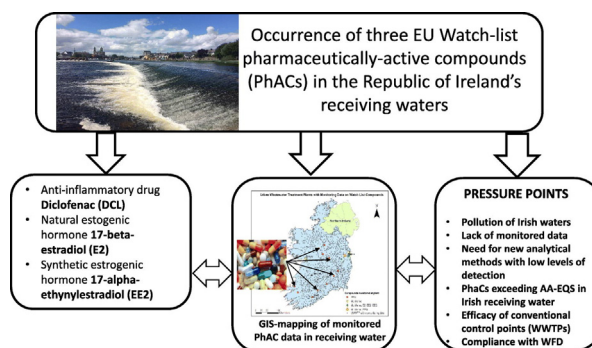 Occurrence of three EU Watch-list
pharmaceutically-active compounds
(PhACs) in the Republic of Ireland's
receiving waters
• Anti-inflammatory drug
Diclofenac (DCL)
• Natural estogenic
hormone 17-beta-
estradiol (E2)
• Synthetic estrogenic
hormone 17-alpha-
ethynylestradiol (EE2)
GIS-mapping of monitored
PhAC data in receiving water
PRESSURE POINTS
• Pollution of Irish waters
• Lack of monitored data
• Need for new analytical
methods with low levels of
detection
• PhACs exceeding AA-EQS in
Irish receiving water
• Efficacy of conventional
control points (WWTPs)
• Compliance with WFD